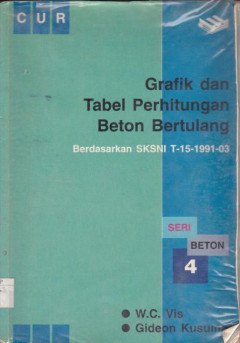 CUR
Grafik dan
Tabel Perhitungan
Beton Bertulang
Berdasarkan SKSNI T-15-1991-03
SERI
BETON
4
W.C. Vis
Gideon Kusuma